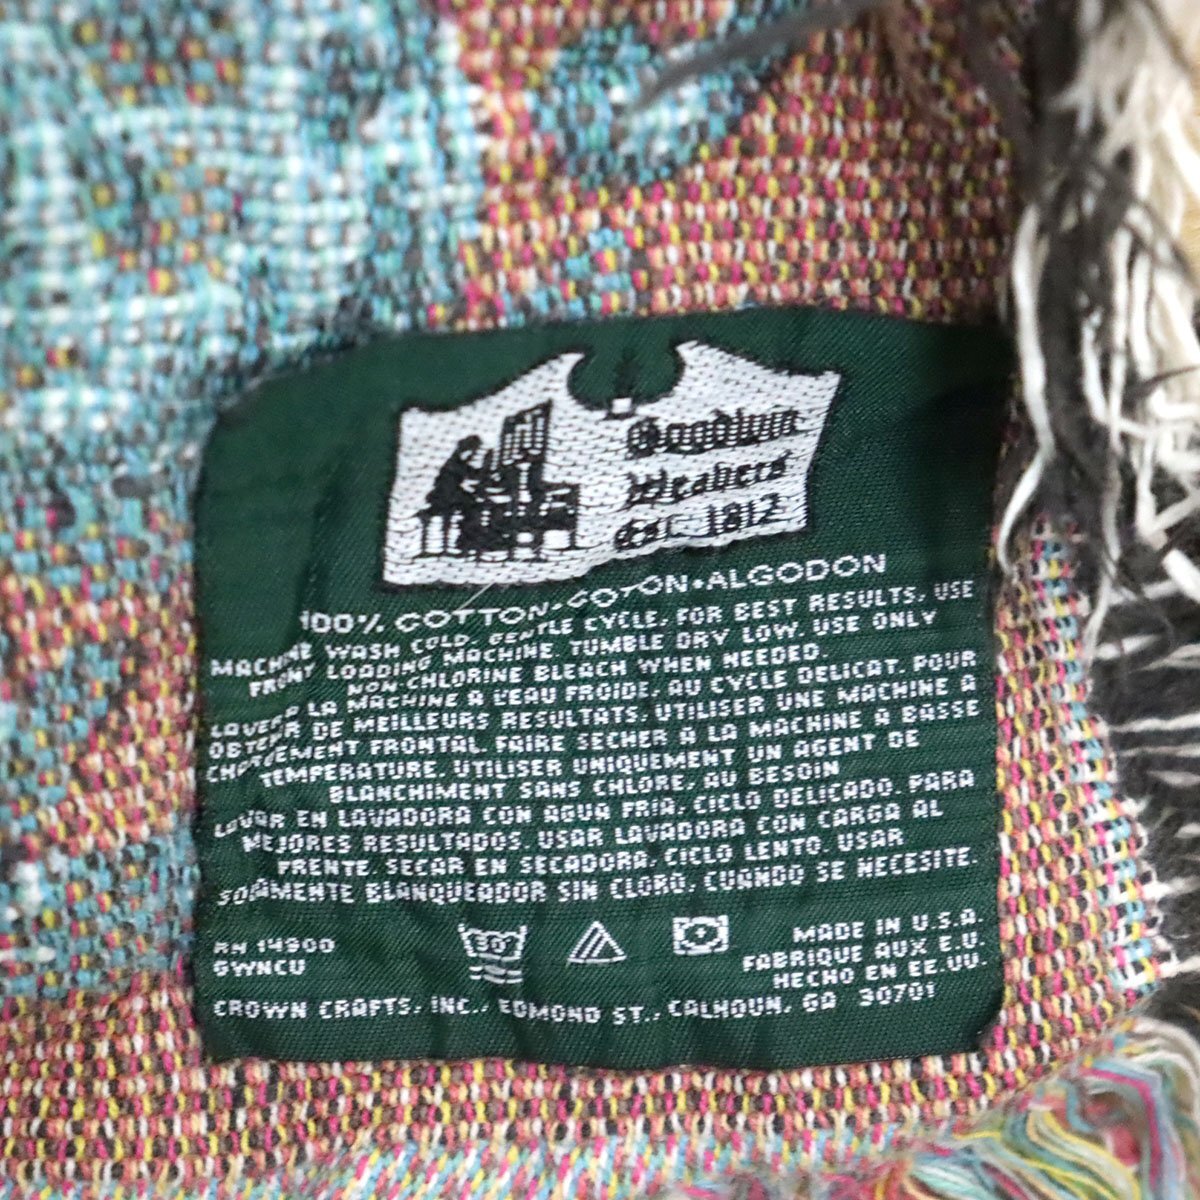 Goodwin
Weavers
Est. 1812
100% COTTON•COTON•ALGODON
MACHINE WASH COLD, GENTLE CYCLE, FOR BEST RESULTS, USE
FRONT LOADING MACHINE. TUMBLE DRY LOW. USE ONLY
NON-CHLORINE BLEACH WHEN NEEDED.
LAVER À LA MACHINE À L'EAU FROIDE, AU CYCLE DELICAT. POUR
OBTENIR DE MEILLEURS RESULTATS, UTILISER UNE MACHINE À
CHARGEMENT FRONTAL. FAIRE SECHER À LA MACHINE À BASSE
TEMPERATURE. UTILISER UNIQUEMENT UN AGENT DE
BLANCHIMENT SANS CHLORE, AU BESOIN
LAVAR EN LAVADORA CON AGUA FRIA, CICLO DELICADO. PARA
MEJORES RESULTADOS, USAR LAVADORA CON CARGA AL
FRENTE. SECAR EN SECADORA, CICLO LENTO. USAR
SOLAMENTE BLANQUEADOR SIN CLORO, CUANDO SE NECESITE.
30°
RN 14900
GWNCU
MADE IN U.S.A.
FABRIQUE AUX E.U.
HECHO EN EE.UU.
CROWN CRAFTS, INC., EDMOND ST., CALHOUN, GA 30701